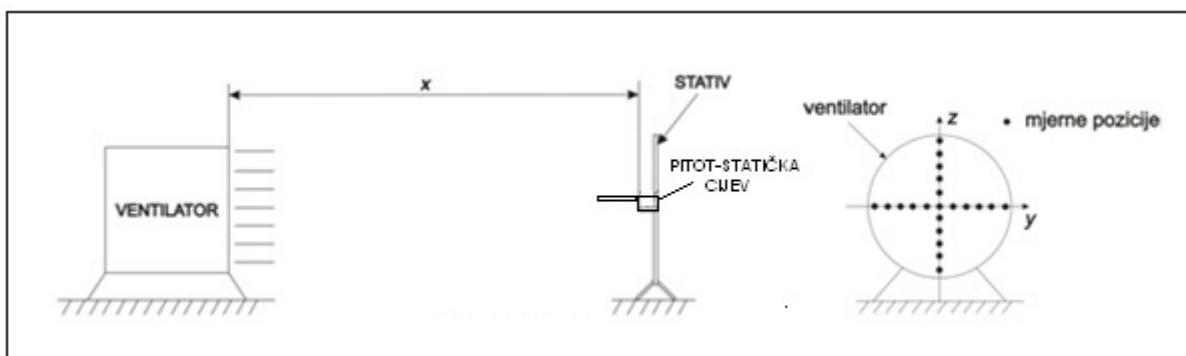 x
STATIV
PITOT-STATIČKA
CIJEV
VENTILATOR
ventilator
z
mjerne pozicije
y